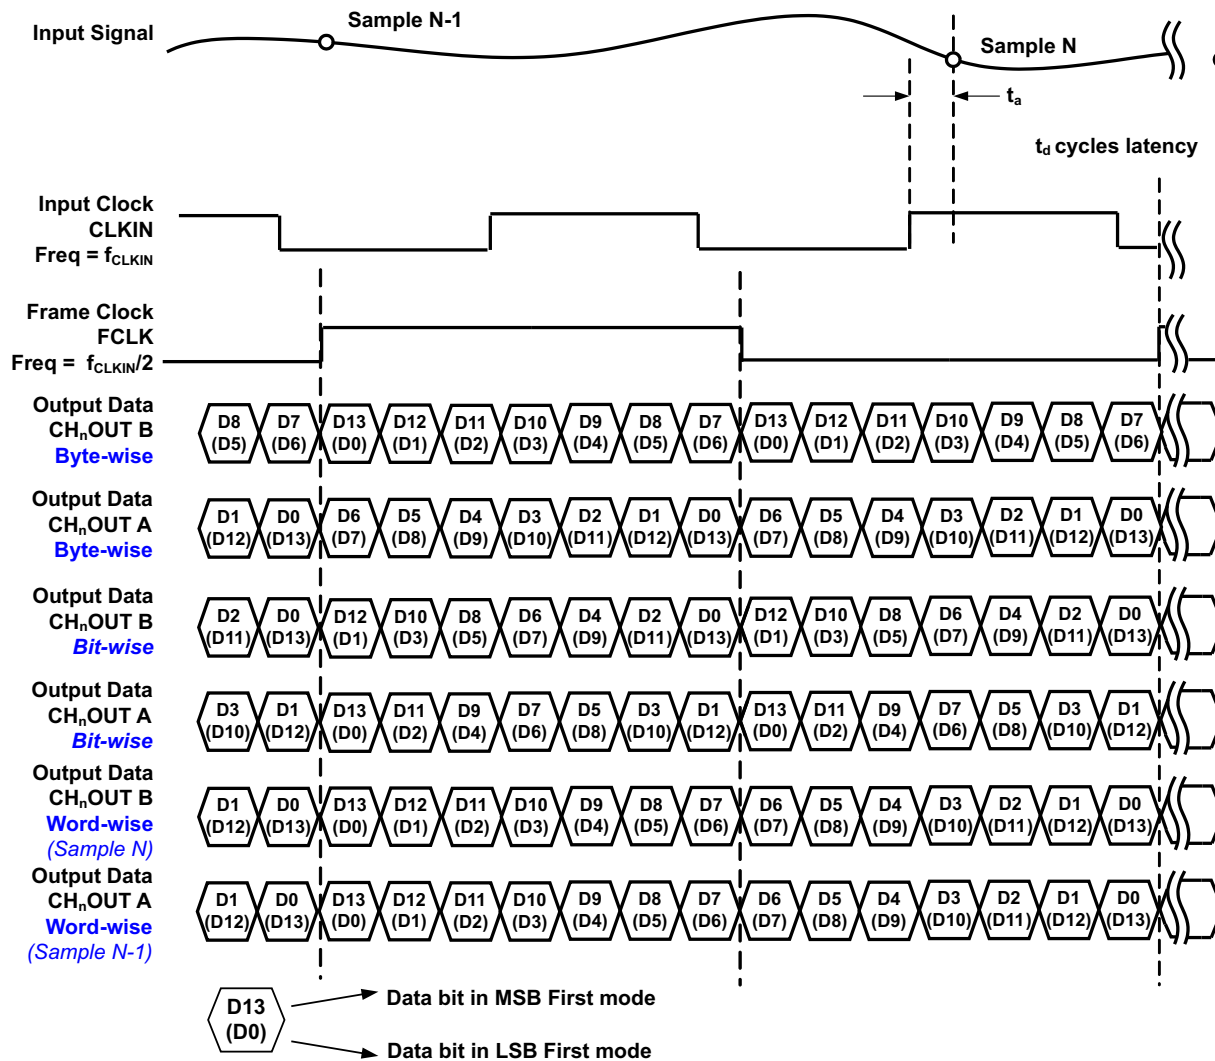 Input Signal
Sample N-1
Sample N
ta
td cycles latency
Input Clock
CLKIN
Freq = fCLKIN
Frame Clock
FCLK
Freq = fCLKIN/2
Output Data
CHnOUT B
Byte-wise
D8 D7 D13 D12 D11 D10 D9 D8 D7 D13 D12 D11 D10 D9 D8 D7
(D5) (D6) (D0) (D1) (D2) (D3) (D4) (D5) (D6) (D0) (D1) (D2) (D3) (D4) (D5) (D6)
Output Data
CHnOUT A
Byte-wise
D1 D0 D6 D5 D4 D3 D2 D1 D0 D6 D5 D4 D3 D2 D1 D0
(D12) (D13) (D7) (D8) (D9) (D10) (D11) (D12) (D13) (D7) (D8) (D9) (D10) (D11) (D12) (D13)
Output Data
CHnOUT B
Bit-wise
D2 D0 D12 D10 D8 D6 D4 D2 D0 D12 D10 D8 D6 D4 D2 D0
(D11) (D13) (D1) (D3) (D5) (D7) (D9) (D11) (D13) (D1) (D3) (D5) (D7) (D9) (D11) (D13)
Output Data
CHnOUT A
Bit-wise
D3 D1 D13 D11 D9 D7 D5 D3 D1 D13 D11 D9 D7 D5 D3 D1
(D10) (D12) (D0) (D2) (D4) (D6) (D8) (D10) (D12) (D0) (D2) (D4) (D6) (D8) (D10) (D12)
Output Data
CHnOUT B
Word-wise
(Sample N)
D1 D0 D13 D12 D11 D10 D9 D8 D7 D6 D5 D4 D3 D2 D1 D0
(D12) (D13) (D0) (D1) (D2) (D3) (D4) (D5) (D6) (D7) (D8) (D9) (D10) (D11) (D12) (D13)
Output Data
CHnOUT A
Word-wise
(Sample N-1)
D1 D0 D13 D12 D11 D10 D9 D8 D7 D6 D5 D4 D3 D2 D1 D0
(D12) (D13) (D0) (D1) (D2) (D3) (D4) (D5) (D6) (D7) (D8) (D9) (D10) (D11) (D12) (D13)
D13
(D0)
Data bit in MSB First mode
Data bit in LSB First mode